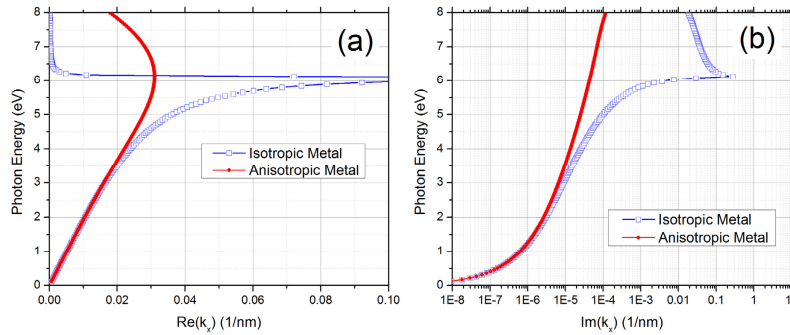 (a)
Photon Energy (eV)
8
7
6
5
4
3
2
1
0
Isotropic Metal
Anisotropic Metal
0.00 0.02 0.04 0.06 0.08 0.10
Re(kx) (1/nm)
(b)
Photon Energy (eV)
8
7
6
5
4
3
2
1
0
Isotropic Metal
Anisotropic Metal
1E-8 1E-7 1E-6 1E-5 1E-4 1E-3 0.01 0.1 1
Im(kx) (1/nm)